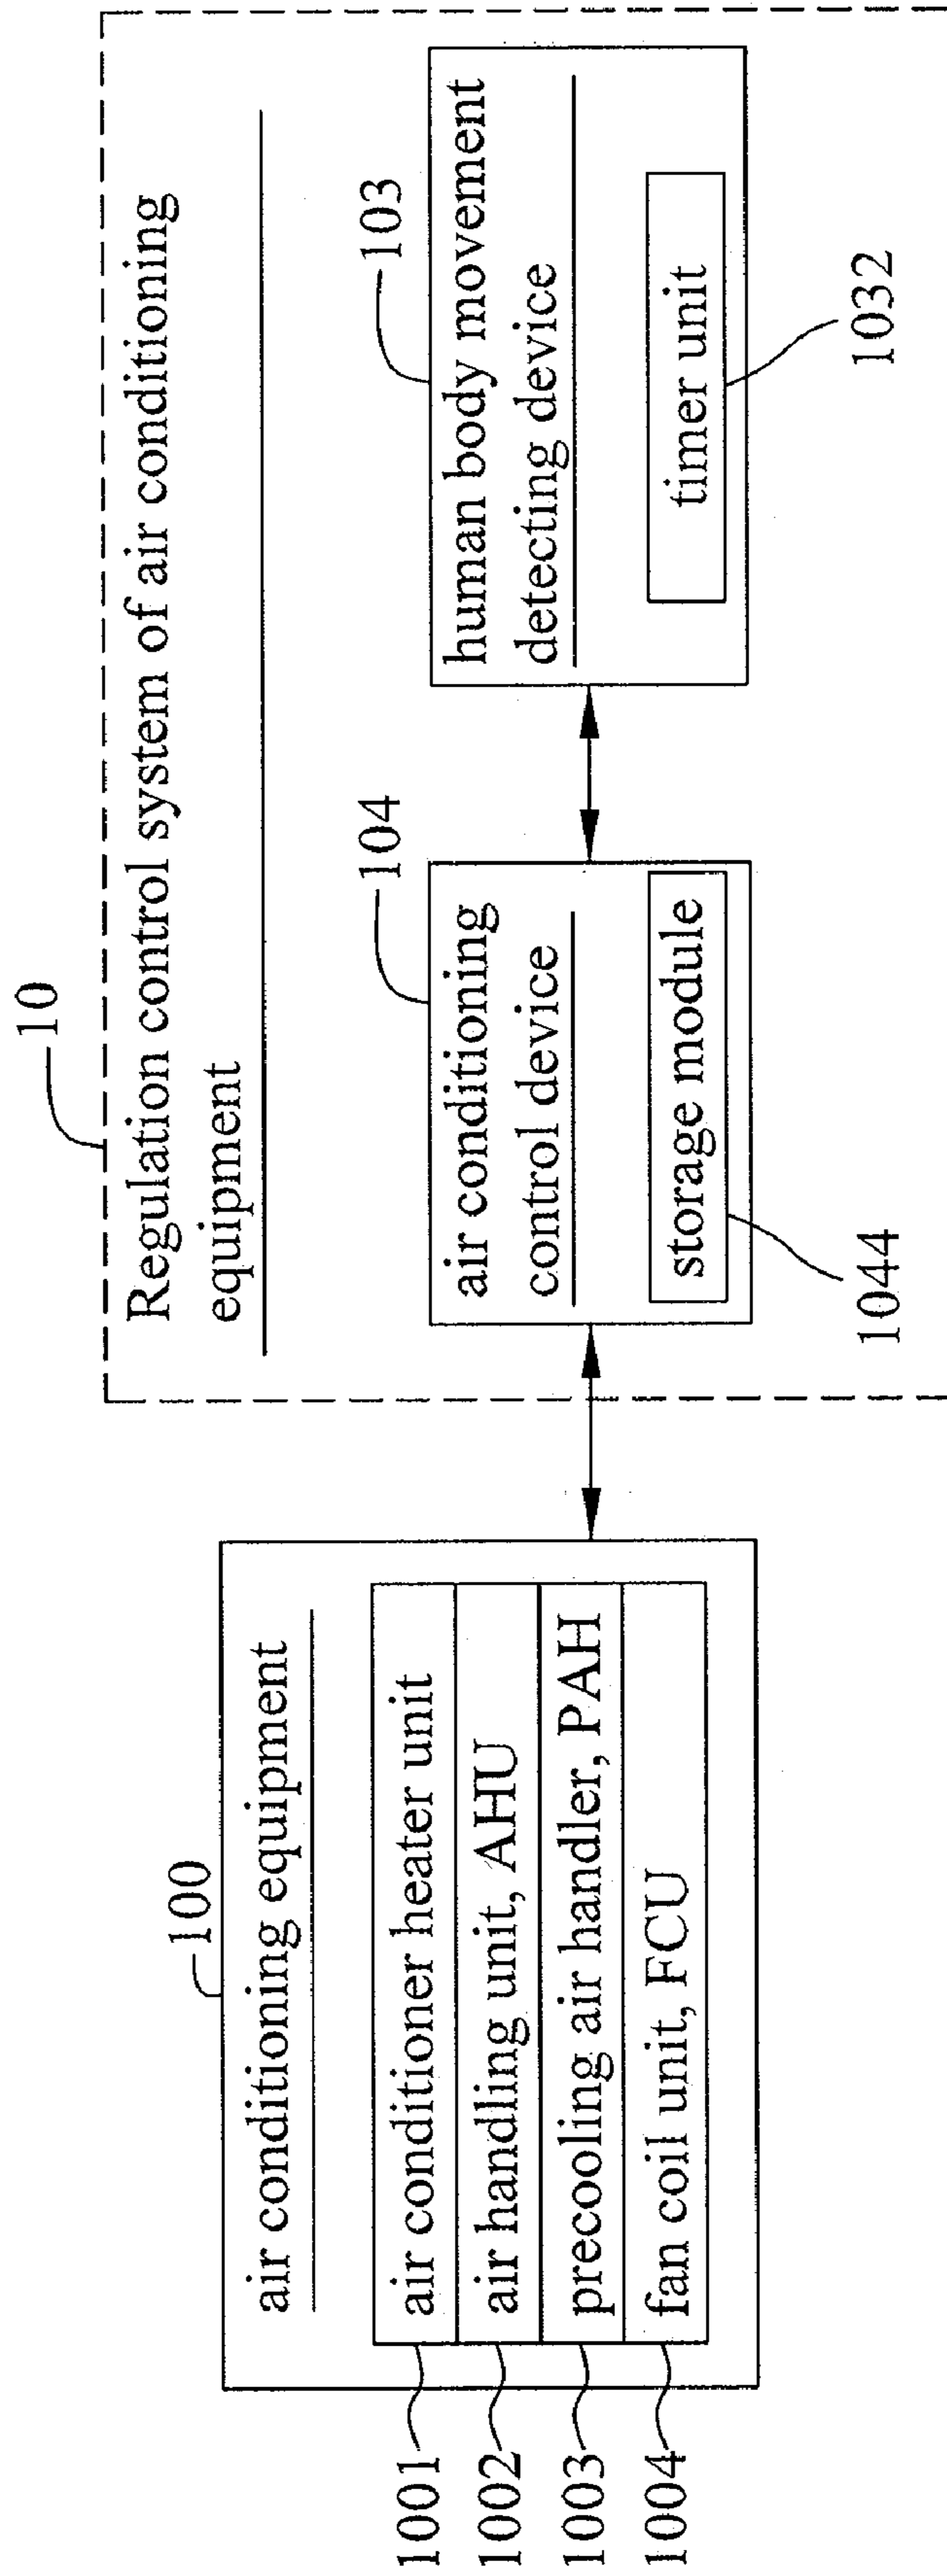 10
Regulation control system of air conditioning
equipment
100
air conditioning equipment
1001
air conditioner heater unit
1002
air handling unit, AHU
1003
precooling air handler, PAH
1004
fan coil unit, FCU
104
air conditioning
control device
storage module
1044
103
human body movement
detecting device
timer unit
1032